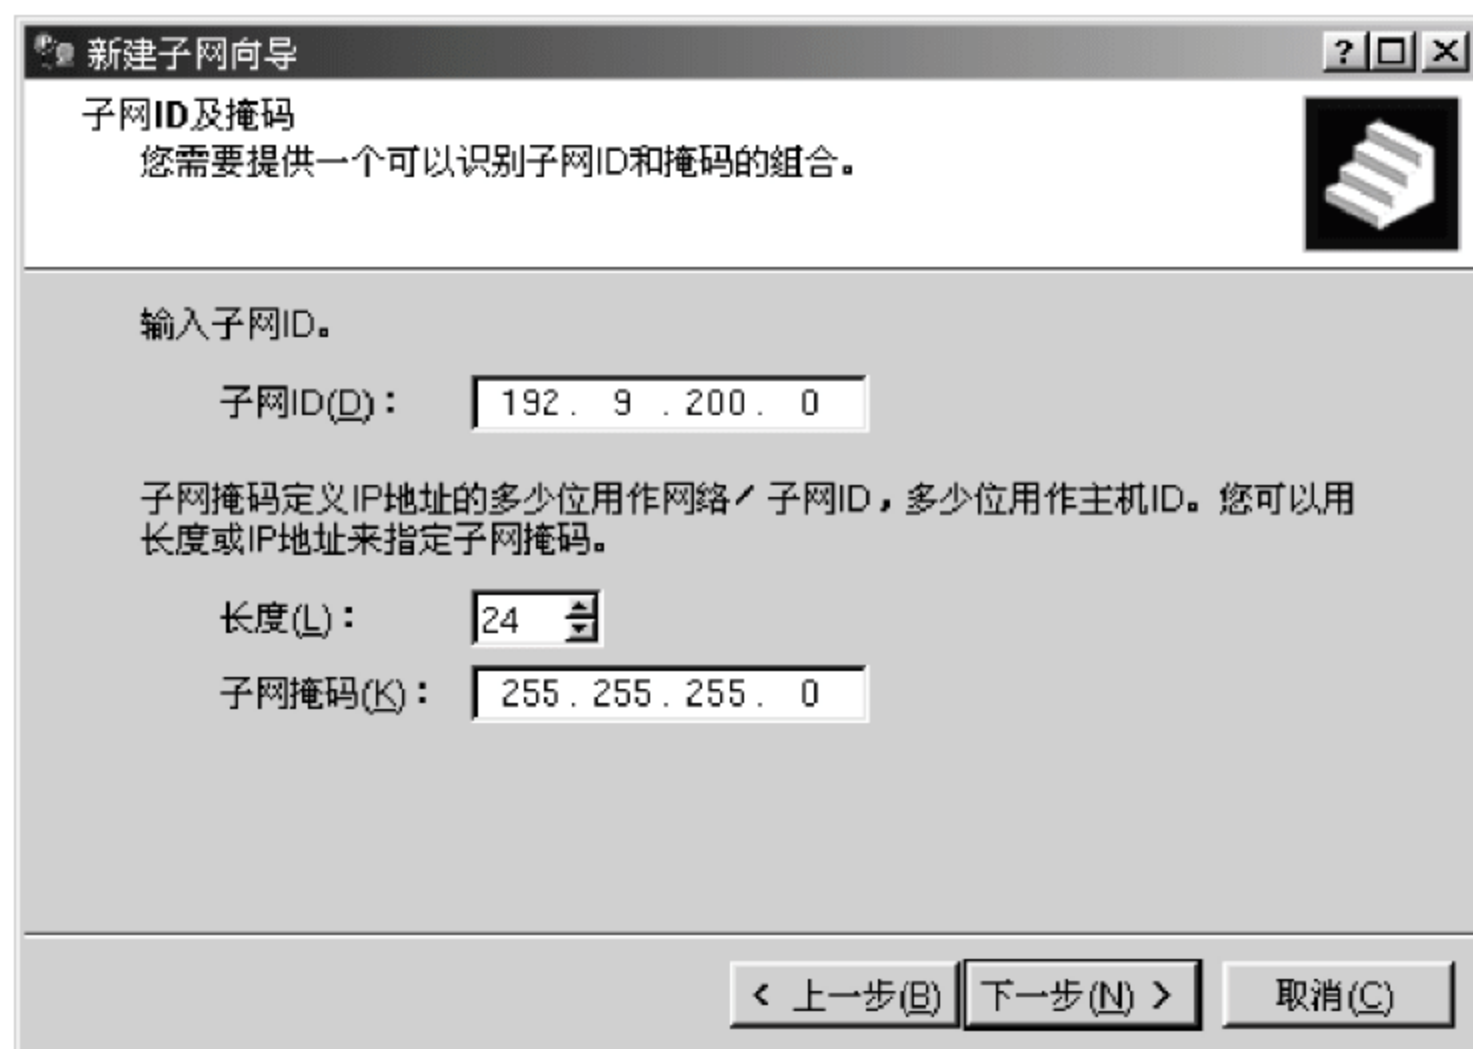 新建子网向导
子网ID及掩码
您需要提供一个可以识别子网ID和掩码的组合。
输入子网ID。
子网ID(D)： 192. 9 .200. 0
子网掩码定义IP地址的多少位用作网络/ 子网ID，多少位用作主机ID。您可以用
长度或IP地址来指定子网掩码。
长度(L)： 24
子网掩码(K)： 255.255.255. 0
< 上一步(B) 下一步(N) > 取消(C)